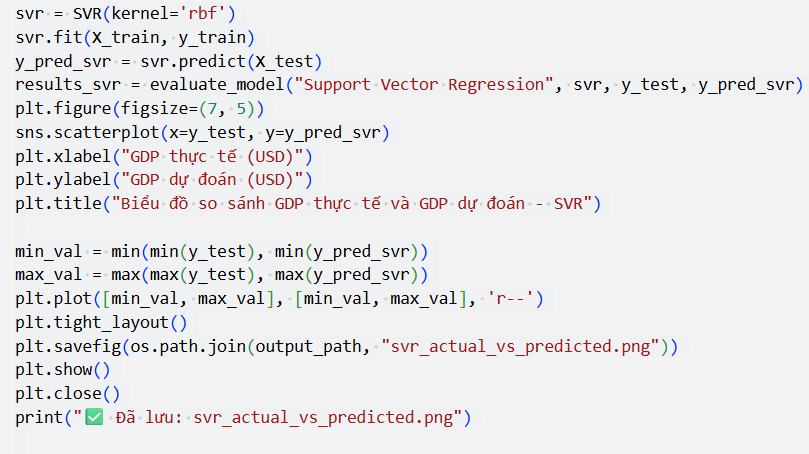 svr = SVR(kernel='rbf')
svr.fit(X_train, y_train)
y_pred_svr = svr.predict(X_test)
results_svr = evaluate_model("Support Vector Regression", svr, y_test, y_pred_svr)
plt.figure(figsize=(7, 5))
sns.scatterplot(x=y_test, y=y_pred_svr)
plt.xlabel("GDP thực tế (USD)")
plt.ylabel("GDP dự đoán (USD)")
plt.title("Biểu đồ so sánh GDP thực tế và GDP dự đoán - SVR")
min_val = min(min(y_test), min(y_pred_svr))
max_val = max(max(y_test), max(y_pred_svr))
plt.plot([min_val, max_val], [min_val, max_val], 'r--')
plt.tight_layout()
plt.savefig(os.path.join(output_path, "svr_actual_vs_predicted.png"))
plt.show()
plt.close()
print("✅ Đã lưu: svr_actual_vs_predicted.png")